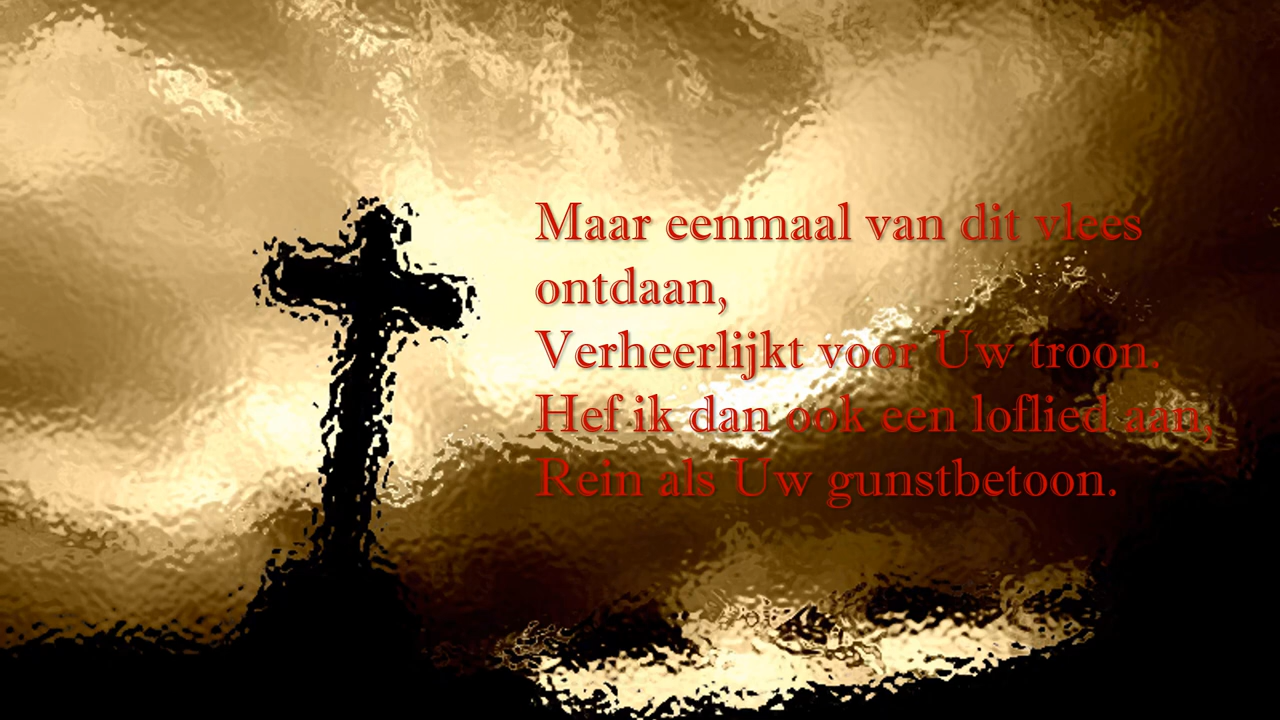 Maar eenmaal van dit vlees
ontdaan,
Verheerlijkt voor Uw troon.
Hef ik dan ook een loflied aan,
Rein als Uw gunstbetoon.